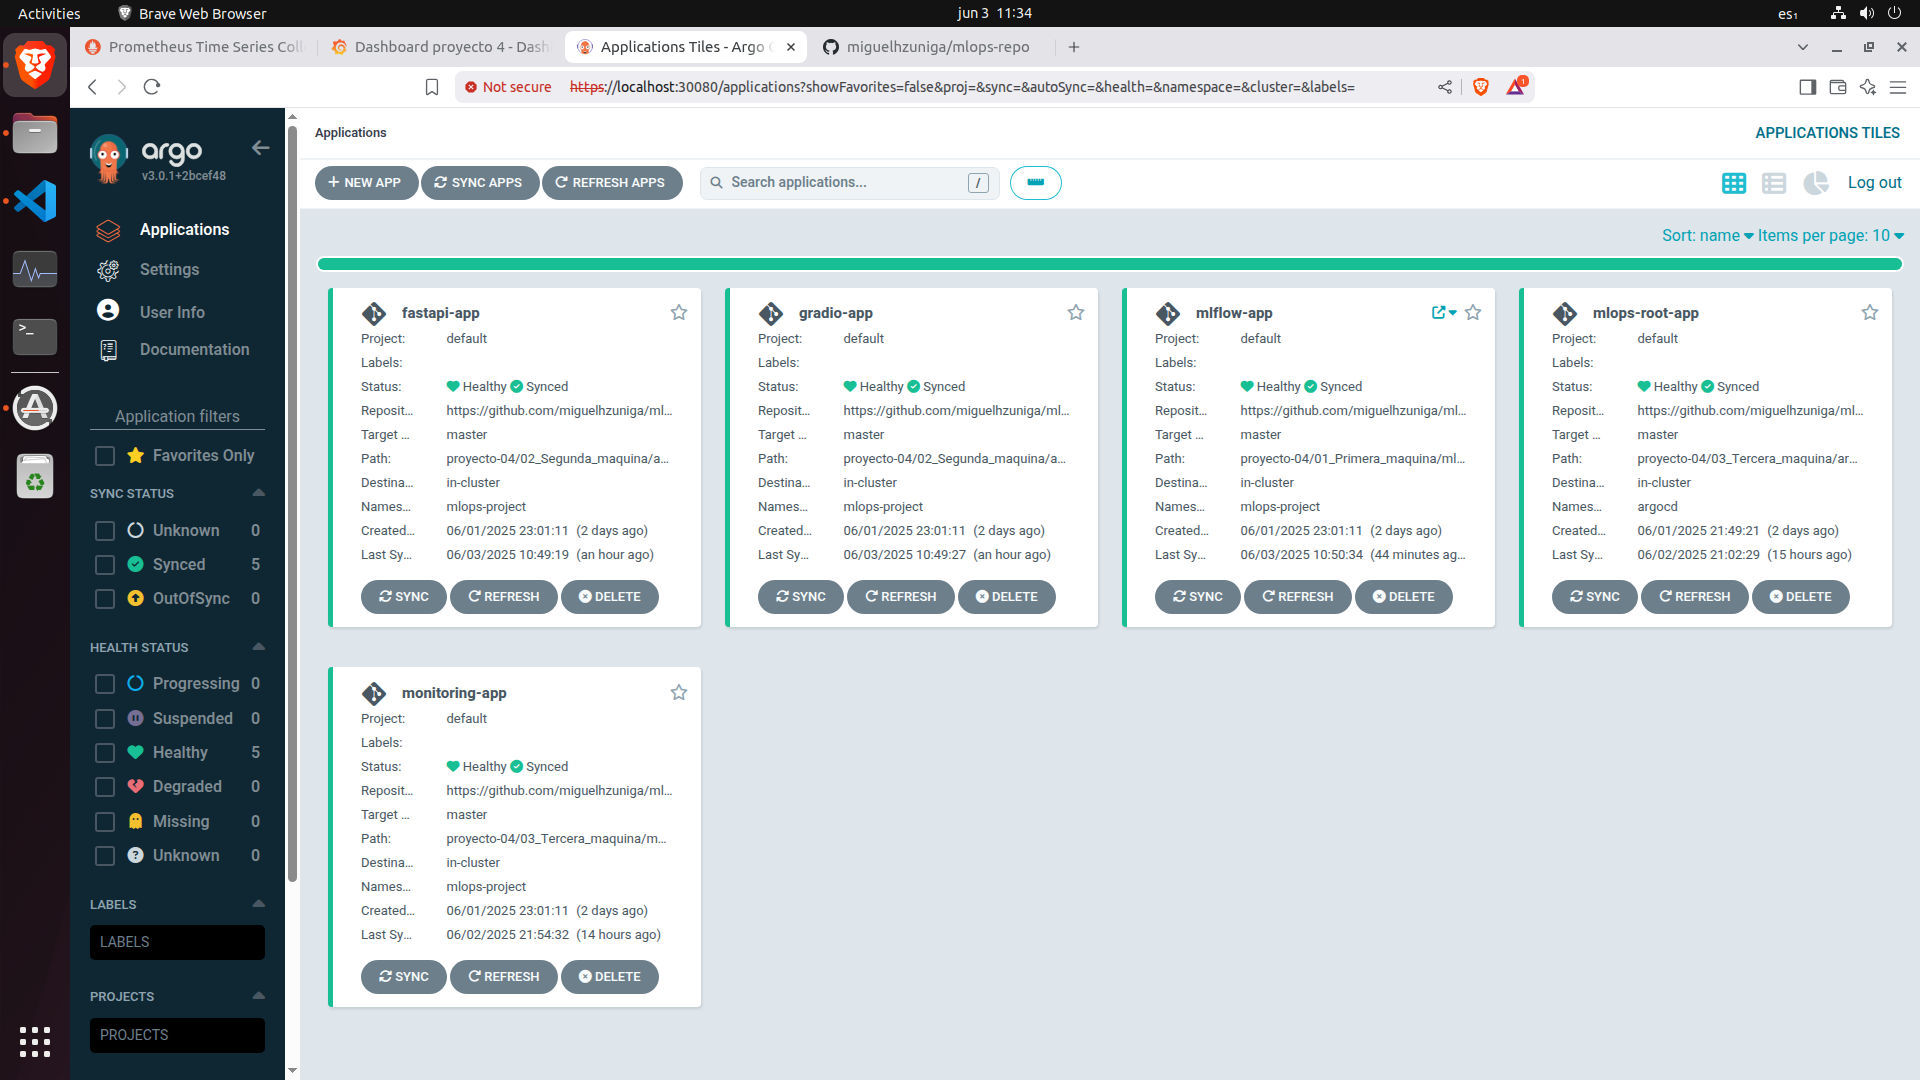 Activities
Brave Web Browser
jun 3 11:34
es₁
Prometheus Time Series Coll
Dashboard proyecto 4 - Dash
Applications Tiles - Argo C
miguelhzuniga/mlops-repo
Not secure
https://localhost:30080/applications?showFavorites=false&proj=&sync=&autoSync=&health=&namespace=&cluster=&labels=
1
argo
v3.0.1+2bcef48
Applications
Settings
User Info
Documentation
Application filters
Favorites Only
SYNC STATUS
Unknown 0
Synced 5
OutOfSync 0
HEALTH STATUS
Progressing 0
Suspended 0
Healthy 5
Degraded 0
Missing 0
Unknown 0
LABELS
LABELS
PROJECTS
PROJECTS
Applications
APPLICATIONS TILES
NEW APP
SYNC APPS
REFRESH APPS
Search applications...
/
Log out
Sort: name
Items per page: 10
fastapi-app
Project: default
Labels:
Status: Healthy Synced
Reposit... https://github.com/miguelhzuniga/ml...
Target ... master
Path: proyecto-04/02_Segunda_maquina/a...
Destina... in-cluster
Names... mlops-project
Created... 06/01/2025 23:01:11 (2 days ago)
Last Sy... 06/03/2025 10:49:19 (an hour ago)
SYNC REFRESH DELETE
gradio-app
Project: default
Labels:
Status: Healthy Synced
Reposit... https://github.com/miguelhzuniga/ml...
Target ... master
Path: proyecto-04/02_Segunda_maquina/a...
Destina... in-cluster
Names... mlops-project
Created... 06/01/2025 23:01:11 (2 days ago)
Last Sy... 06/03/2025 10:49:27 (an hour ago)
SYNC REFRESH DELETE
mlflow-app
Project: default
Labels:
Status: Healthy Synced
Reposit... https://github.com/miguelhzuniga/ml...
Target ... master
Path: proyecto-04/01_Primera_maquina/ml...
Destina... in-cluster
Names... mlops-project
Created... 06/01/2025 23:01:11 (2 days ago)
Last Sy... 06/03/2025 10:50:34 (44 minutes ag...
SYNC REFRESH DELETE
mlops-root-app
Project: default
Labels:
Status: Healthy Synced
Reposit... https://github.com/miguelhzuniga/ml...
Target ... master
Path: proyecto-04/03_Tercera_maquina/ar...
Destina... in-cluster
Names... argocd
Created... 06/01/2025 21:49:21 (2 days ago)
Last Sy... 06/02/2025 21:02:29 (15 hours ago)
SYNC REFRESH DELETE
monitoring-app
Project: default
Labels:
Status: Healthy Synced
Reposit... https://github.com/miguelhzuniga/ml...
Target ... master
Path: proyecto-04/03_Tercera_maquina/m...
Destina... in-cluster
Names... mlops-project
Created... 06/01/2025 23:01:11 (2 days ago)
Last Sy... 06/02/2025 21:54:32 (14 hours ago)
SYNC REFRESH DELETE